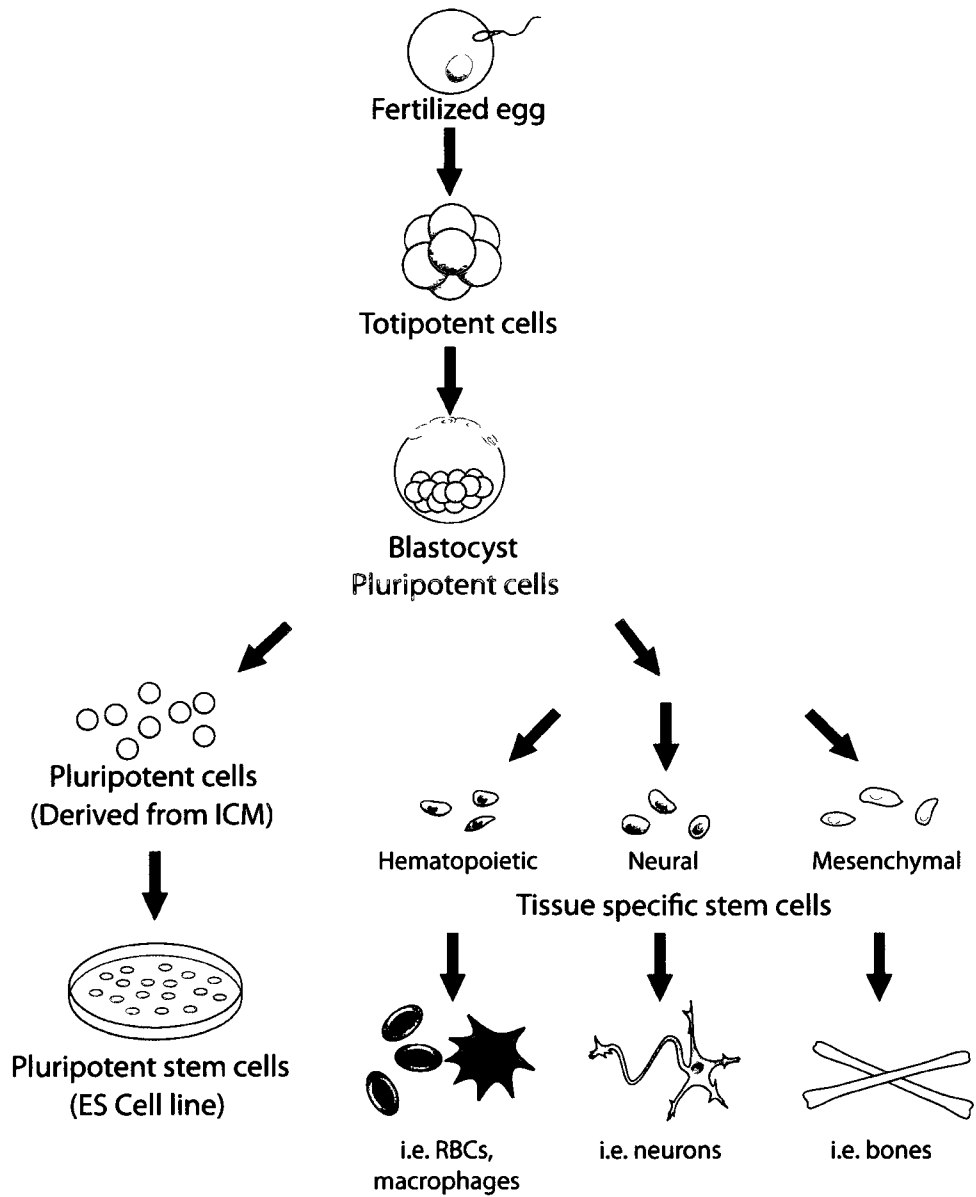 Fertilized egg
Totipotent cells
Blastocyst
Pluripotent cells
Pluripotent cells
(Derived from ICM)
Hematopoietic
Neural
Mesenchymal
Tissue specific stem cells
Pluripotent stem cells
(ES Cell line)
i.e. RBCs,
macrophages
i.e. neurons
i.e. bones